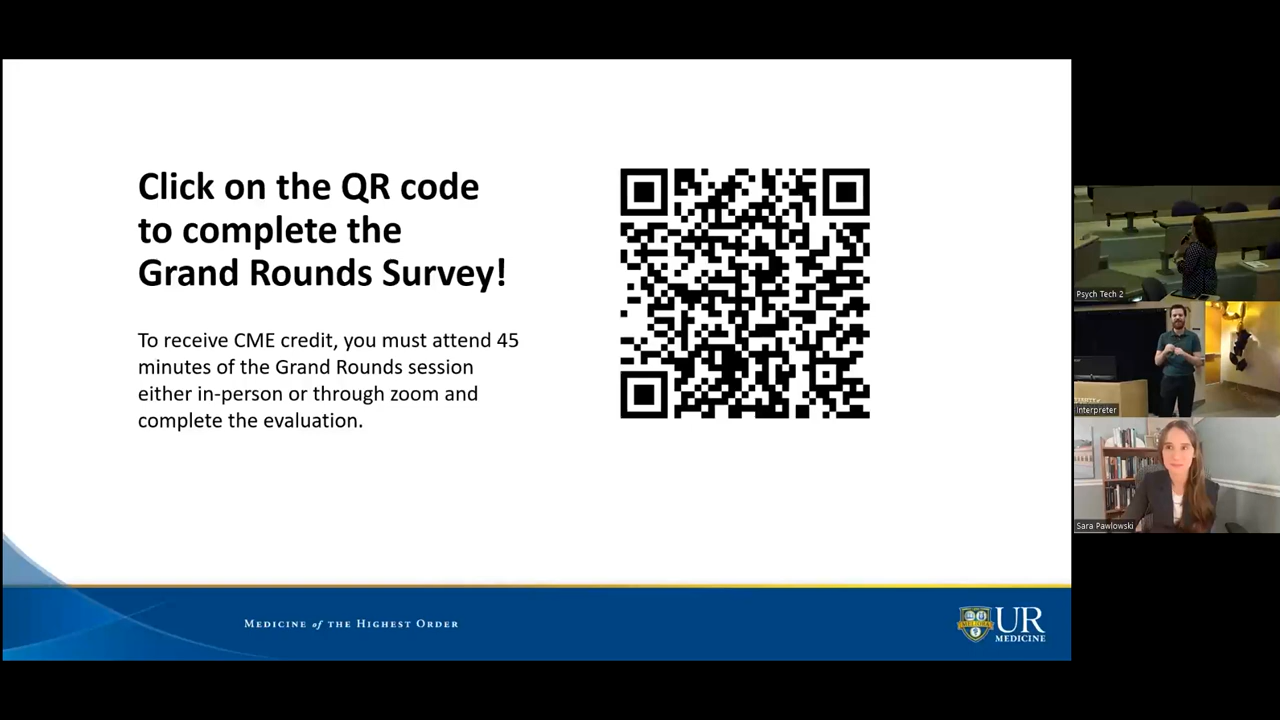 Click on the QR code
to complete the
Grand Rounds Survey!
To receive CME credit, you must attend 45
minutes of the Grand Rounds session
either in-person or through zoom and
complete the evaluation.
MEDICINE of THE HIGHEST ORDER
MELIORA
UR
MEDICINE
Psych Tech 2
Interpreter
Sara Pawlowski